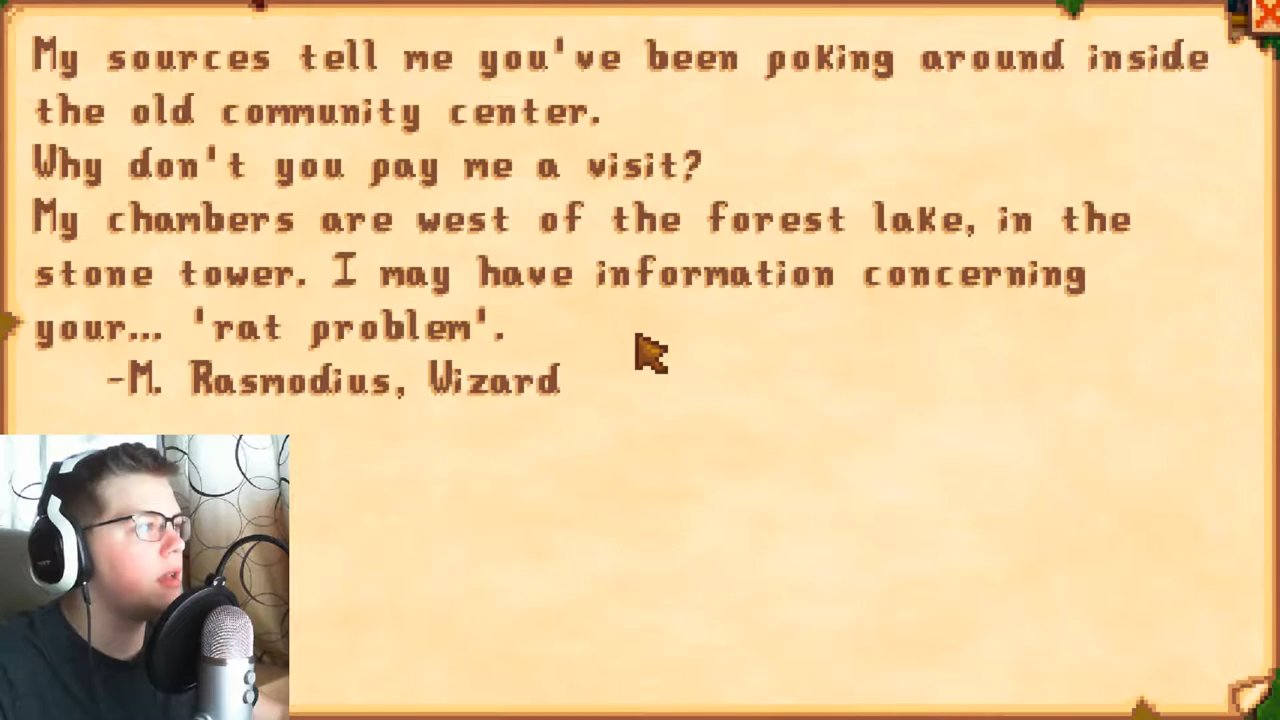 My sources tell me you've been poking around inside
the old community center.
Why don't you pay me a visit?
My chambers are west of the forest lake, in the
stone tower. I may have information concerning
your... 'rat problem'.
-M. Rasmodius, Wizard